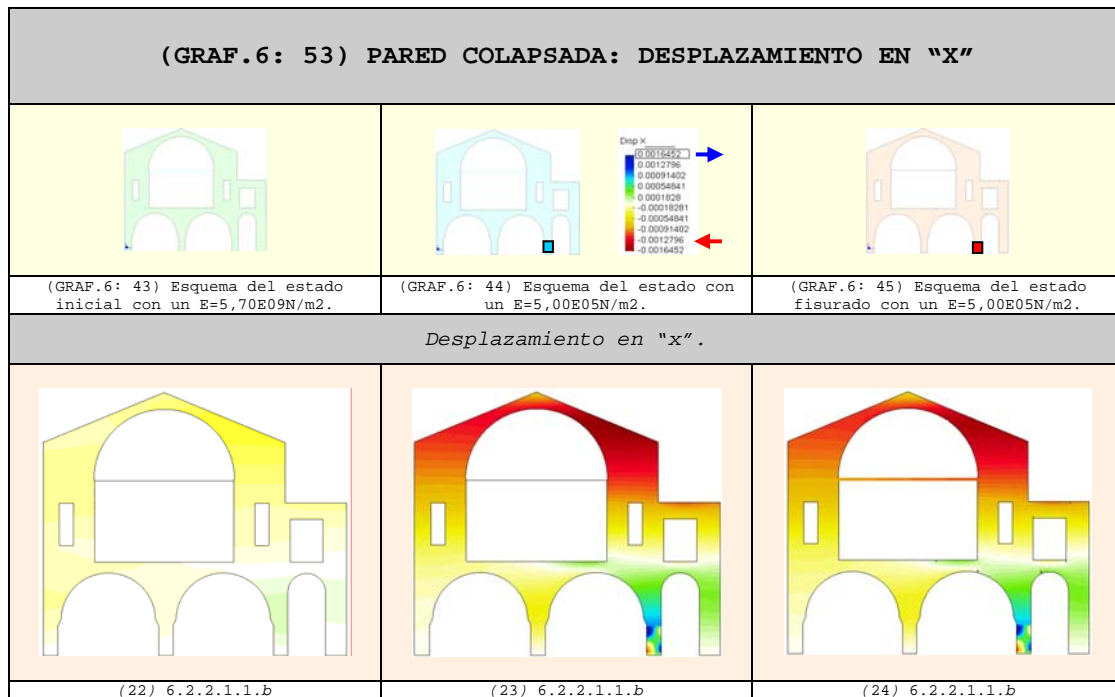 (GRAF.6: 53) PARED COLAPSADA: DESPLAZAMIENTO EN “X”
Disp X
0.0016452
0.0012796
0.00091402
0.00054841
0.0001828
-0.00018281
-0.00054841
-0.00091402
-0.0012796
-0.0016452
(GRAF.6: 43) Esquema del estado
inicial con un E=5,70E09N/m2.
(GRAF.6: 44) Esquema del estado con
un E=5,00E05N/m2.
(GRAF.6: 45) Esquema del estado
fisurado con un E=5,00E05N/m2.
Desplazamiento en “x”.
(22) 6.2.2.1.1.b
(23) 6.2.2.1.1.b
(24) 6.2.2.1.1.b